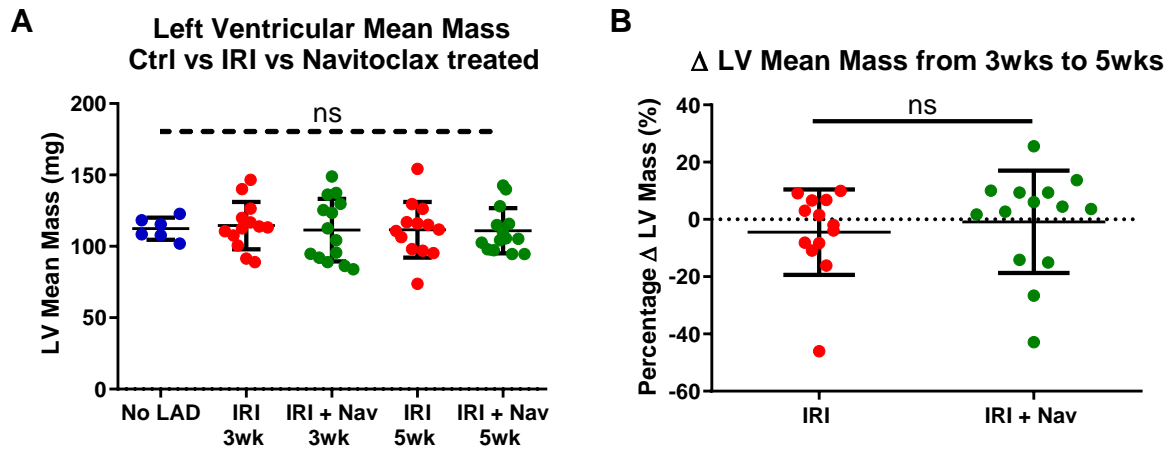 A
Left Ventricular Mean Mass
Ctrl vs IRI vs Navitoclax treated
ns
LV Mean Mass (mg)
200
150
100
50
0
No LAD
IRI
3wk
IRI + Nav
3wk
IRI
5wk
IRI + Nav
5wk
B
Δ LV Mean Mass from 3wks to 5wks
ns
Percentage Δ LV Mass (%)
40
20
0
-20
-40
-60
IRI
IRI + Nav